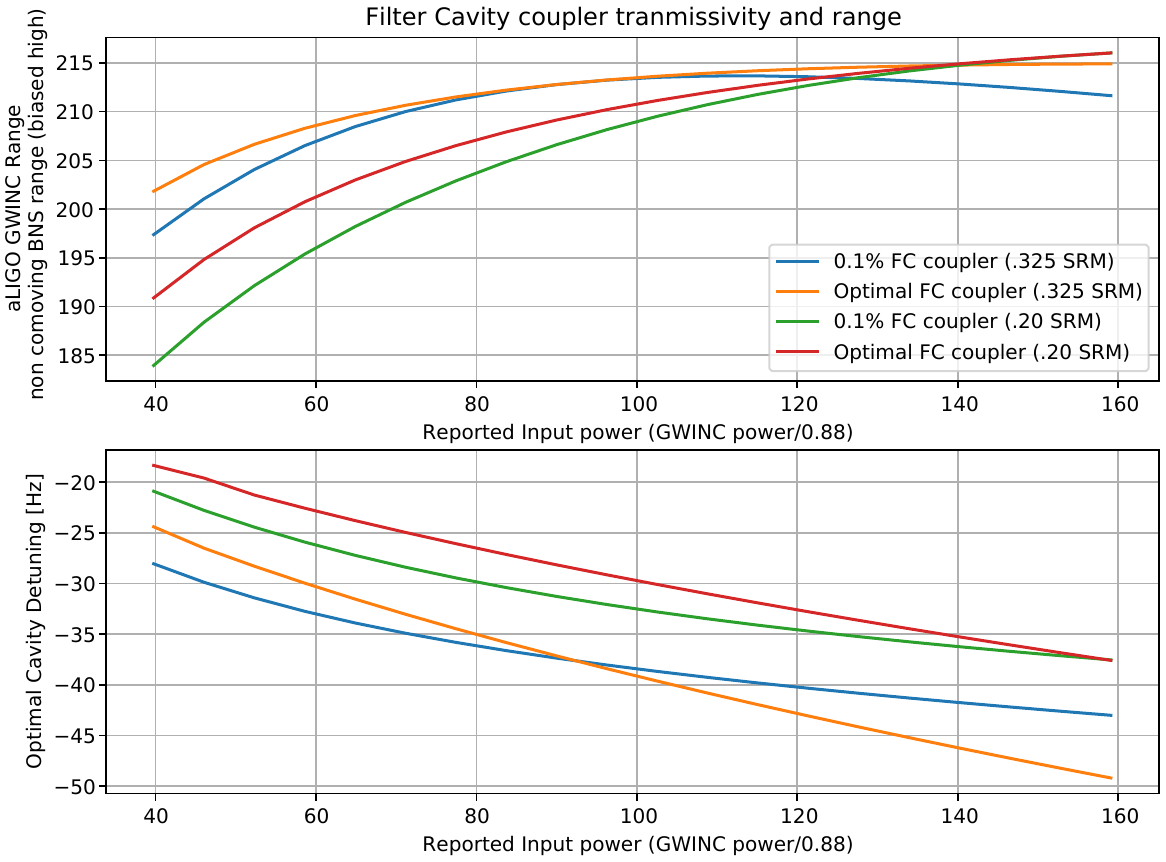 Filter Cavity coupler tranmissivity and range
aLIGO GWINC Range
non comoving BNS range (biased high)
215
210
205
200
195
190
185
0.1% FC coupler (.325 SRM)
Optimal FC coupler (.325 SRM)
0.1% FC coupler (.20 SRM)
Optimal FC coupler (.20 SRM)
40 60 80 100 120 140 160
Reported Input power (GWINC power/0.88)
Optimal Cavity Detuning [Hz]
−20
−25
−30
−35
−40
−45
−50
40 60 80 100 120 140 160
Reported Input power (GWINC power/0.88)